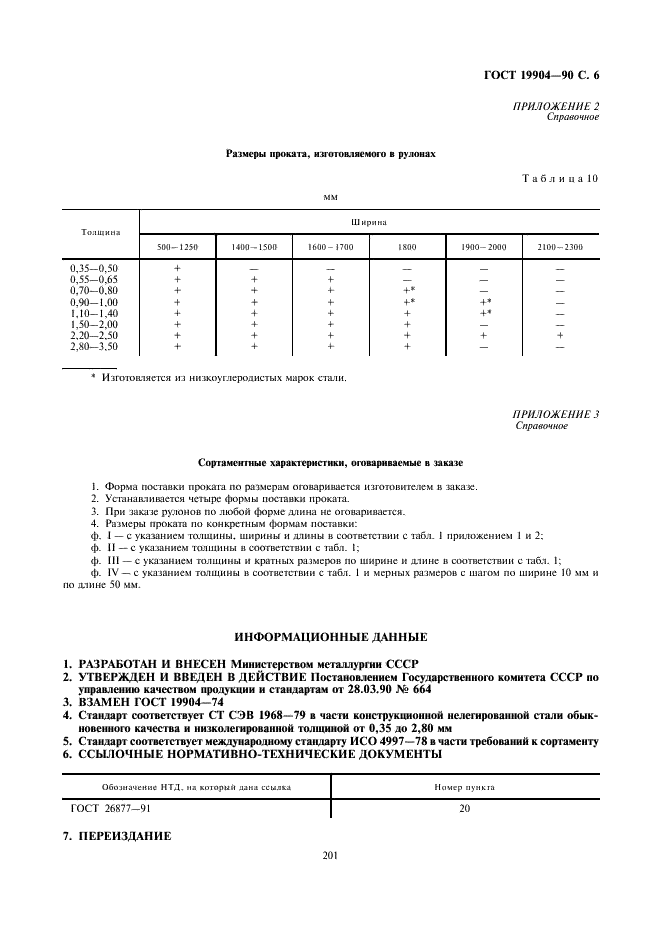 ГОСТ 19904—90 С. 6
ПРИЛОЖЕНИЕ 2
Справочное
Размеры проката, изготовляемого в рулонах
Таблица 10
мм
Толщина
Ширина
500—1250 1400—1500 1600—1700 1800 1900—2000 2100—2300
0,35—0,50 + — — — — —
0,55—0,65 + + + — — —
0,70—0,80 + + + +* — —
0,90—1,00 + + + +* +* —
1,10—1,40 + + + + +* —
1,50—2,00 + + + + — —
2,20—2,50 + + + + + +
2,80—3,50 + + + + — —
* Изготовляется из низкоуглеродистых марок стали.
ПРИЛОЖЕНИЕ 3
Справочное
Сортаментные характеристики, оговариваемые в заказе
1. Форма поставки проката по размерам оговаривается изготовителем в заказе.
2. Устанавливается четыре формы поставки проката.
3. При заказе рулонов по любой форме длина не оговаривается.
4. Размеры проката по конкретным формам поставки:
ф. I — с указанием толщины, ширины и длины в соответствии с табл. 1 приложением 1 и 2;
ф. II — с указанием толщины в соответствии с табл. 1;
ф. III — с указанием толщины и кратных размеров по ширине и длине в соответствии с табл. 1;
ф. IV — с указанием толщины в соответствии с табл. 1 и мерных размеров с шагом по ширине 10 мм и
по длине 50 мм.
ИНФОРМАЦИОННЫЕ ДАННЫЕ
1. РАЗРАБОТАН И ВНЕСЕН Министерством металлургии СССР
2. УТВЕРЖДЕН И ВВЕДЕН В ДЕЙСТВИЕ Постановлением Государственного комитета СССР по
управлению качеством продукции и стандартам от 28.03.90 № 664
3. ВЗАМЕН ГОСТ 19904—74
4. Стандарт соответствует СТ СЭВ 1968—79 в части конструкционной нелегированной стали обык-
новенного качества и низколегированной толщиной от 0,35 до 2,80 мм
5. Стандарт соответствует международному стандарту ИСО 4997—78 в части требований к сортаменту
6. ССЫЛОЧНЫЕ НОРМАТИВНО-ТЕХНИЧЕСКИЕ ДОКУМЕНТЫ
Обозначение НТД, на который дана ссылка Номер пункта
ГОСТ 26877—91 20
7. ПЕРЕИЗДАНИЕ
201